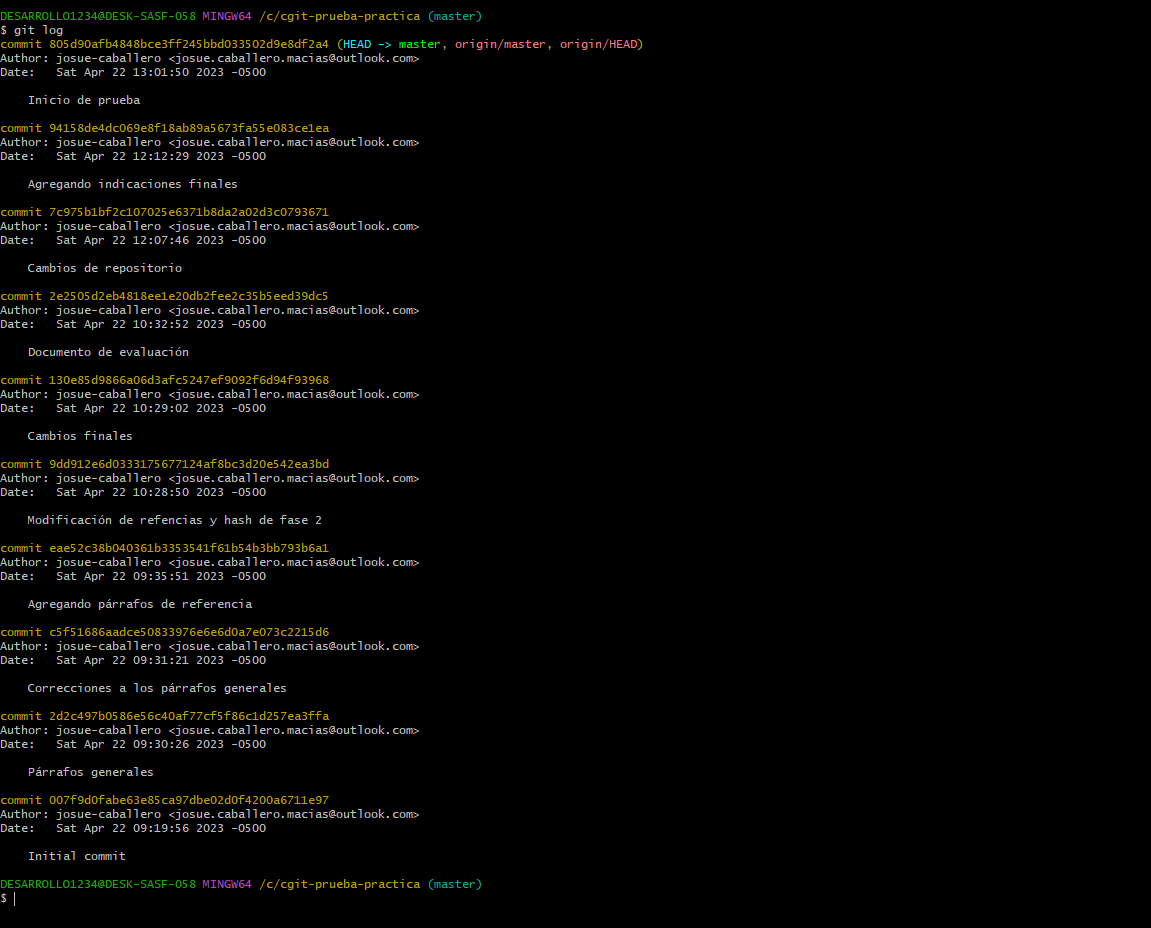 DESARROLLO1234@DESK-SASF-058 MINGW64 /c/cgit-prueba-practica (master)
$ git log
commit 805d90afb4848bce3ff245bbd033502d9e8df2a4 (HEAD -> master, origin/master, origin/HEAD)
Author: josue-caballero <josue.caballero.macias@outlook.com>
Date:   Sat Apr 22 13:01:50 2023 -0500
Inicio de prueba
commit 94158de4dc069e8f18ab89a5673fa55e083ce1ea
Author: josue-caballero <josue.caballero.macias@outlook.com>
Date:   Sat Apr 22 12:12:29 2023 -0500
Agregando indicaciones finales
commit 7c975b1bf2c107025e6371b8da2a02d3c0793671
Author: josue-caballero <josue.caballero.macias@outlook.com>
Date:   Sat Apr 22 12:07:46 2023 -0500
Cambios de repositorio
commit 2e2505d2eb4818ee1e20db2fee2c35b5eed39dc5
Author: josue-caballero <josue.caballero.macias@outlook.com>
Date:   Sat Apr 22 10:32:52 2023 -0500
Documento de evaluación
commit 130e85d9866a06d3afc5247ef9092f6d94f93968
Author: josue-caballero <josue.caballero.macias@outlook.com>
Date:   Sat Apr 22 10:29:02 2023 -0500
Cambios finales
commit 9dd912e6d0333175677124af8bc3d20e542ea3bd
Author: josue-caballero <josue.caballero.macias@outlook.com>
Date:   Sat Apr 22 10:28:50 2023 -0500
Modificación de refencias y hash de fase 2
commit eae52c38b040361b3353541f61b54b3bb793b6a1
Author: josue-caballero <josue.caballero.macias@outlook.com>
Date:   Sat Apr 22 09:35:51 2023 -0500
Agregando párrafos de referencia
commit c5f51686aadce50833976e6e6d0a7e073c2215d6
Author: josue-caballero <josue.caballero.macias@outlook.com>
Date:   Sat Apr 22 09:31:21 2023 -0500
Correcciones a los párrafos generales
commit 2d2c497b0586e56c40af77cf5f86c1d257ea3ffa
Author: josue-caballero <josue.caballero.macias@outlook.com>
Date:   Sat Apr 22 09:30:26 2023 -0500
Párrafos generales
commit 007f9d0fabe63e85ca97dbe02d0f4200a6711e97
Author: josue-caballero <josue.caballero.macias@outlook.com>
Date:   Sat Apr 22 09:19:56 2023 -0500
Initial commit
DESARROLLO1234@DESK-SASF-058 MINGW64 /c/cgit-prueba-practica (master)
$